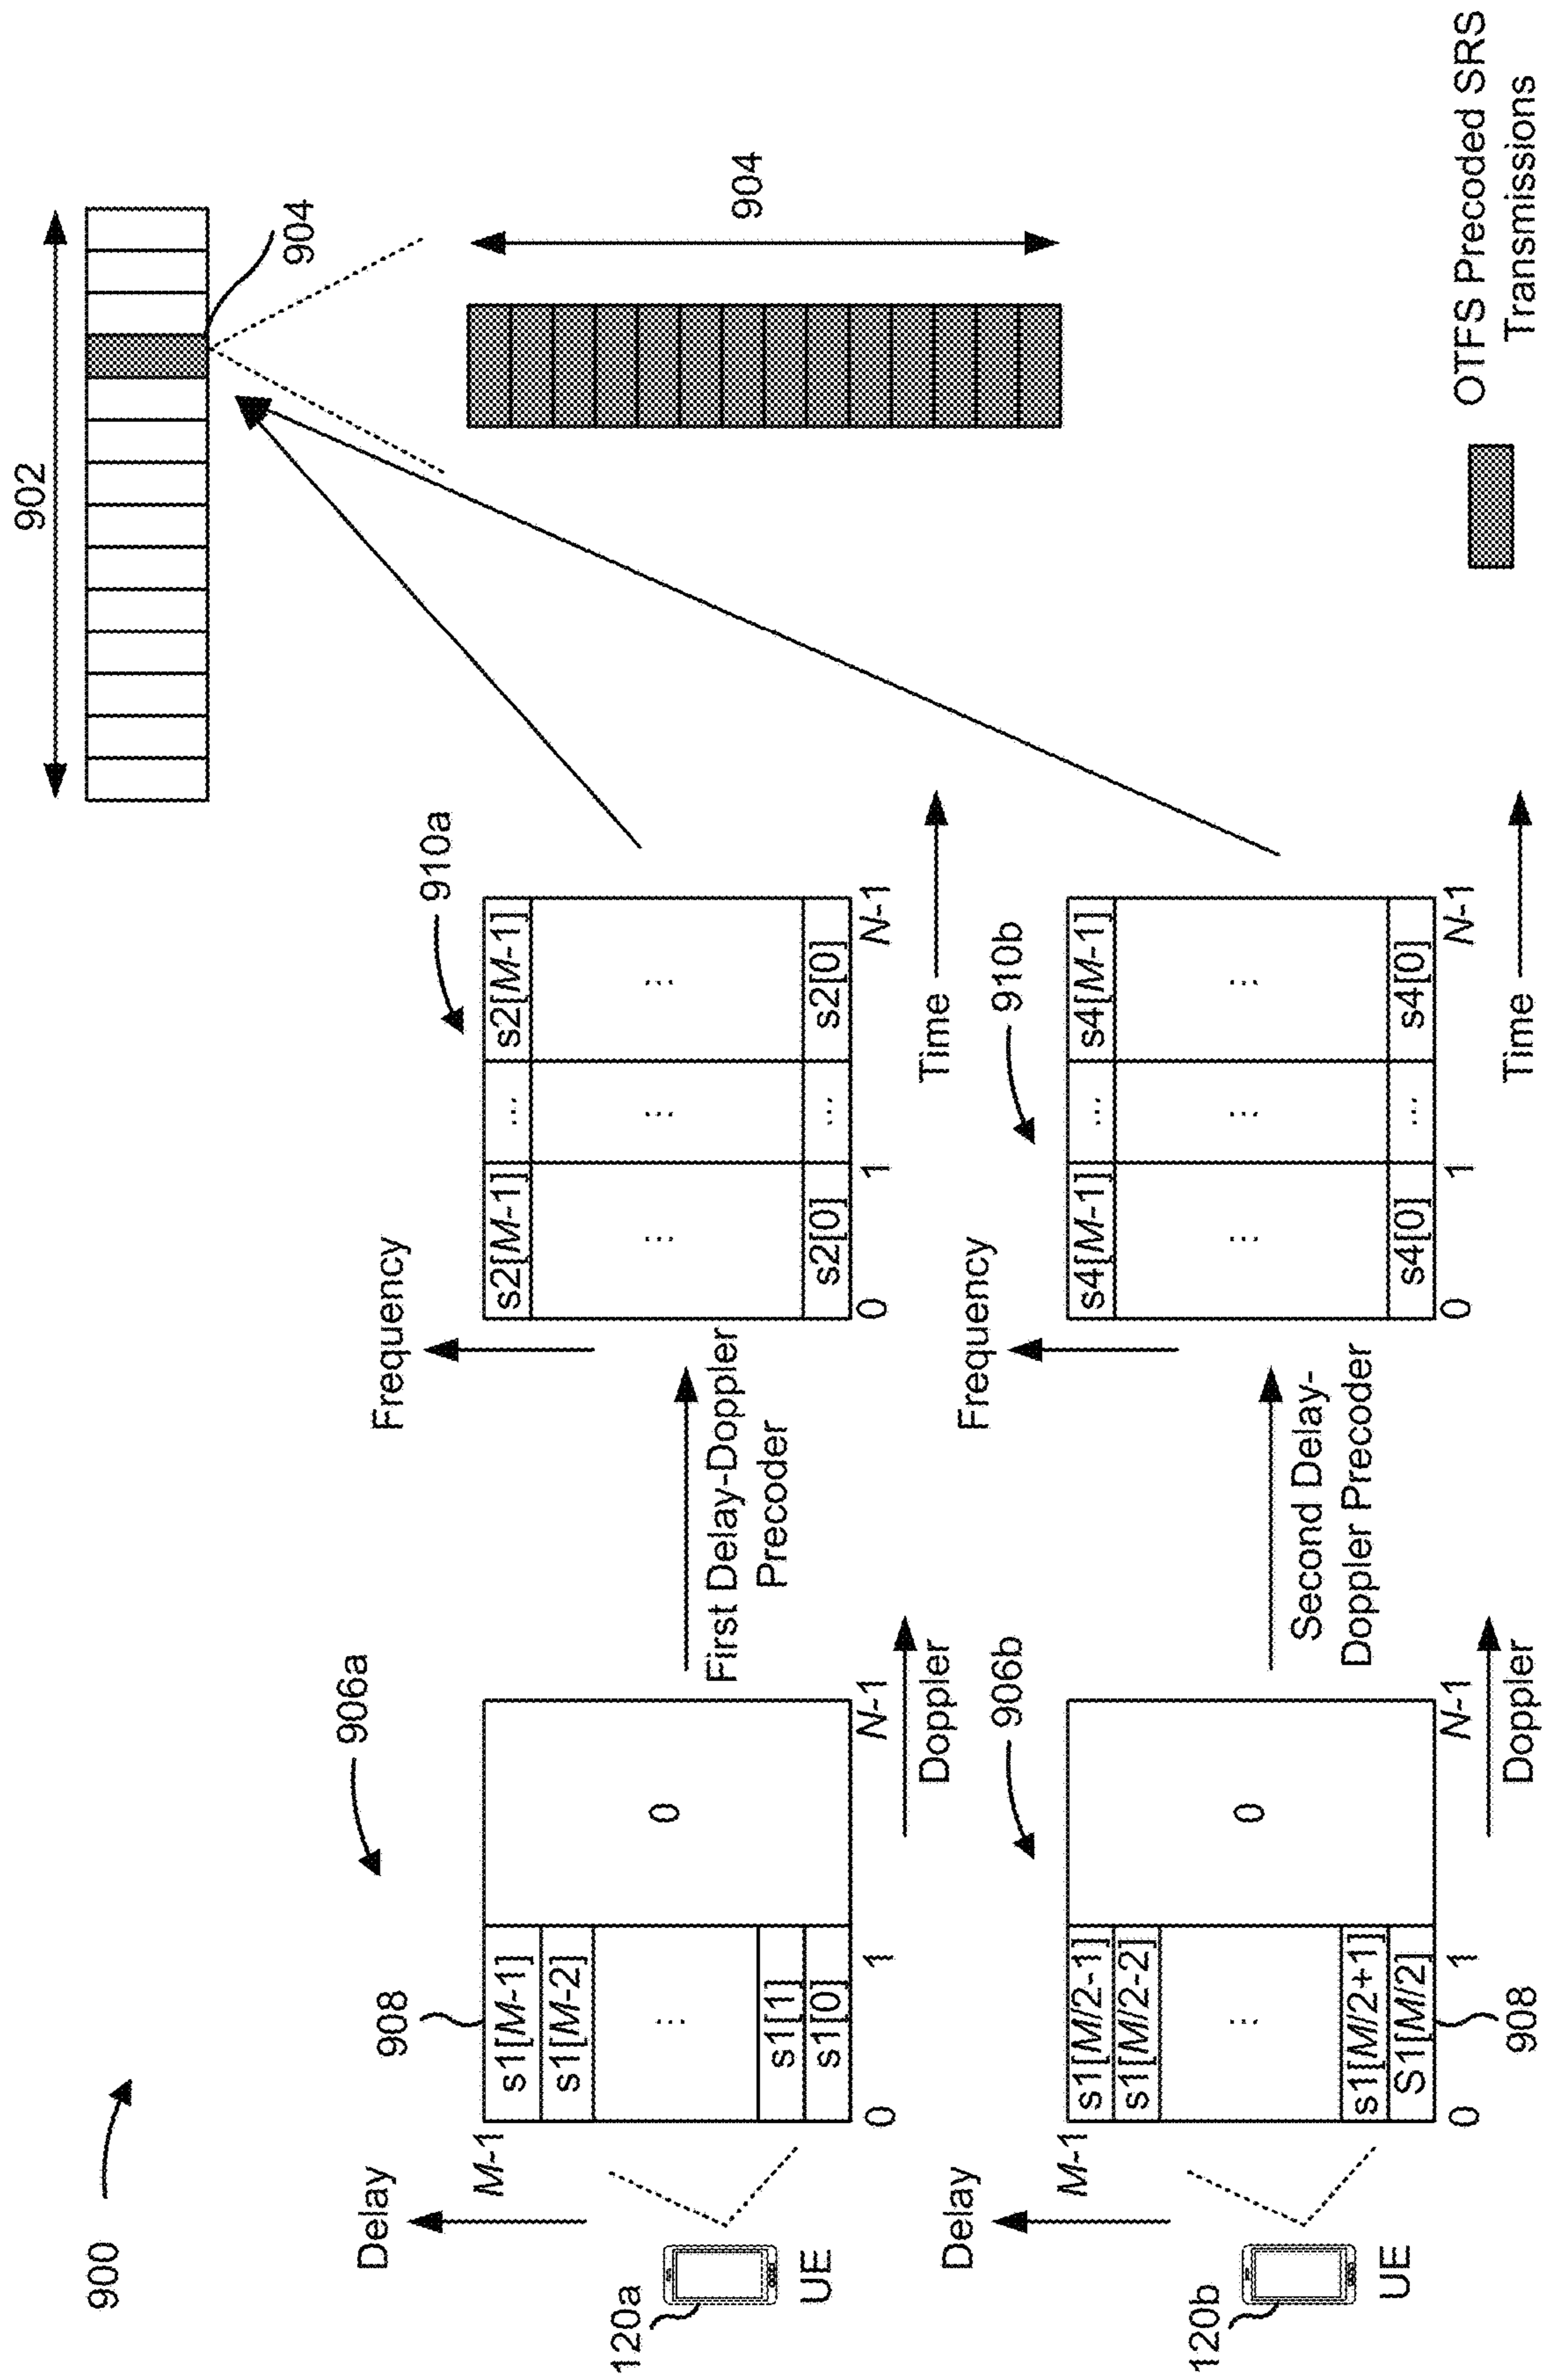 900
902
904
904
Delay
M-1
120a
UE
908
906a
s1[M-1]
s1[M-2]
...
s1[1]
s1[0]
0
0
1
N-1
Doppler
First Delay-Doppler
Precoder
Frequency
910a
s2[M-1]
...
s2[M-1]
...
...
...
s2[0]
...
s2[0]
0
1
N-1
Time
Delay
M-1
120b
UE
906b
s1[M/2-1]
s1[M/2-2]
...
s1[M/2+1]
S1[M/2]
0
0
1
N-1
908
Doppler
Second Delay-
Doppler Precoder
Frequency
910b
s4[M-1]
...
s4[M-1]
...
...
...
s4[0]
...
s4[0]
0
1
N-1
Time
OTFS Precoded SRS
Transmissions